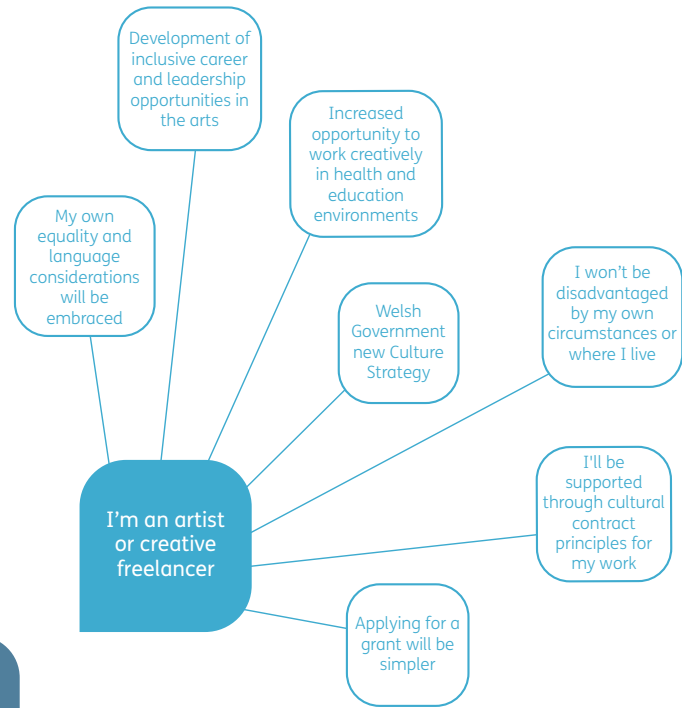 Development of
inclusive career
and leadership
opportunities in
the arts
Increased
opportunity to
work creatively
in health and
education
environments
My own
equality and
language
considerations
will be
embraced
Welsh
Government
new Culture
Strategy
I won’t be
disadvantaged
by my own
circumstances or
where I live
I'll be
supported
through cultural
contract
principles for
my work
I’m an artist
or creative
freelancer
Applying for a
grant will be
simpler